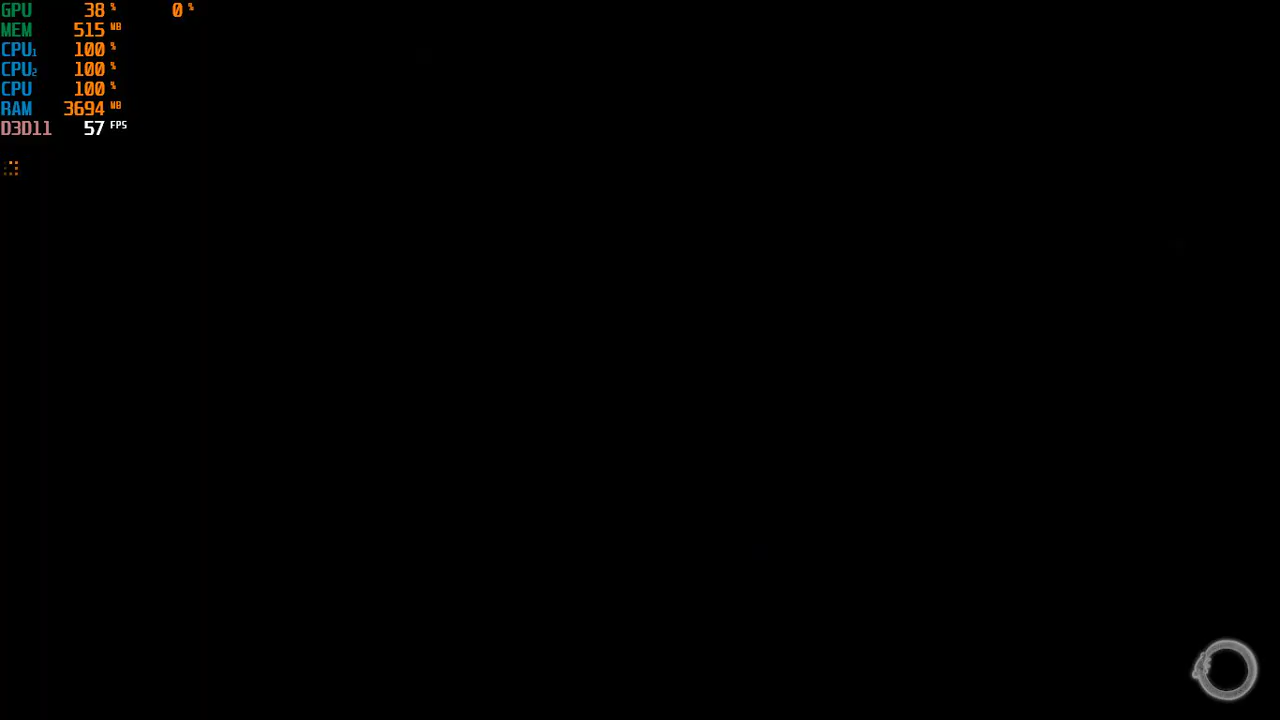 GPU 38 % 0 %
MEM 515 MB
CPU1 100 %
CPU2 100 %
CPU 100 %
RAM 3694 MB
D3D11 57 FPS